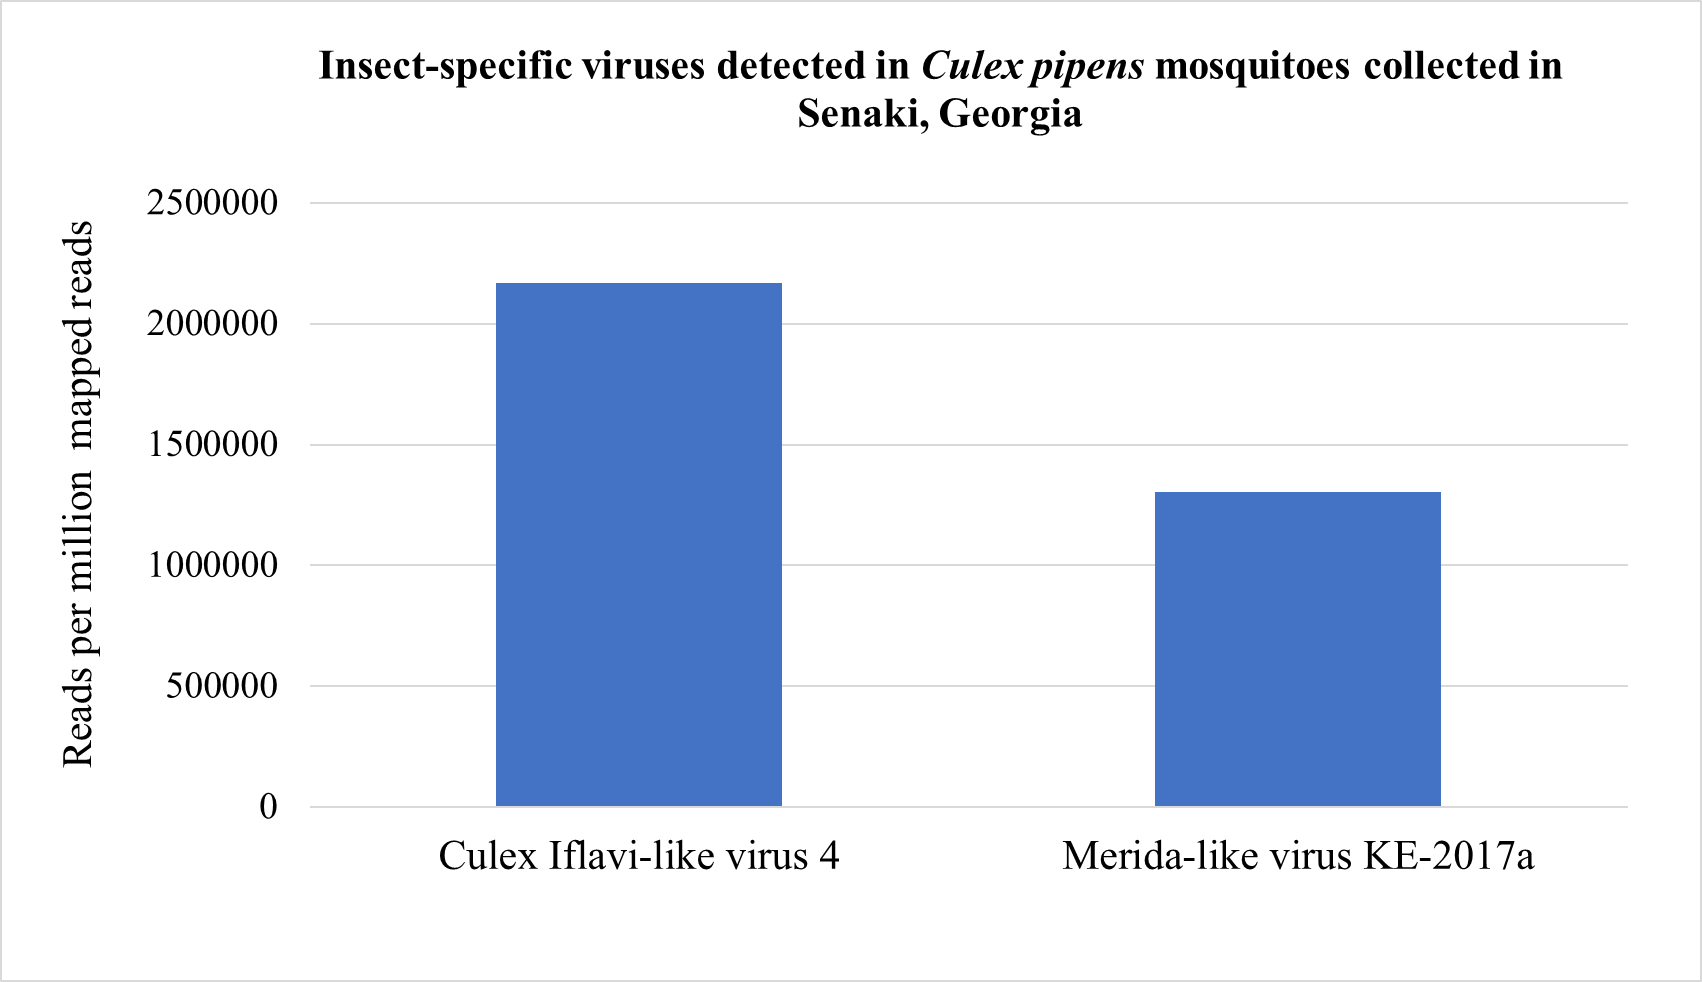 Insect-specific viruses detected in Culex pipens mosquitoes collected in
Senaki, Georgia
Reads per million mapped reads
2500000
2000000
1500000
1000000
500000
0
Culex Iflavi-like virus 4
Merida-like virus KE-2017a